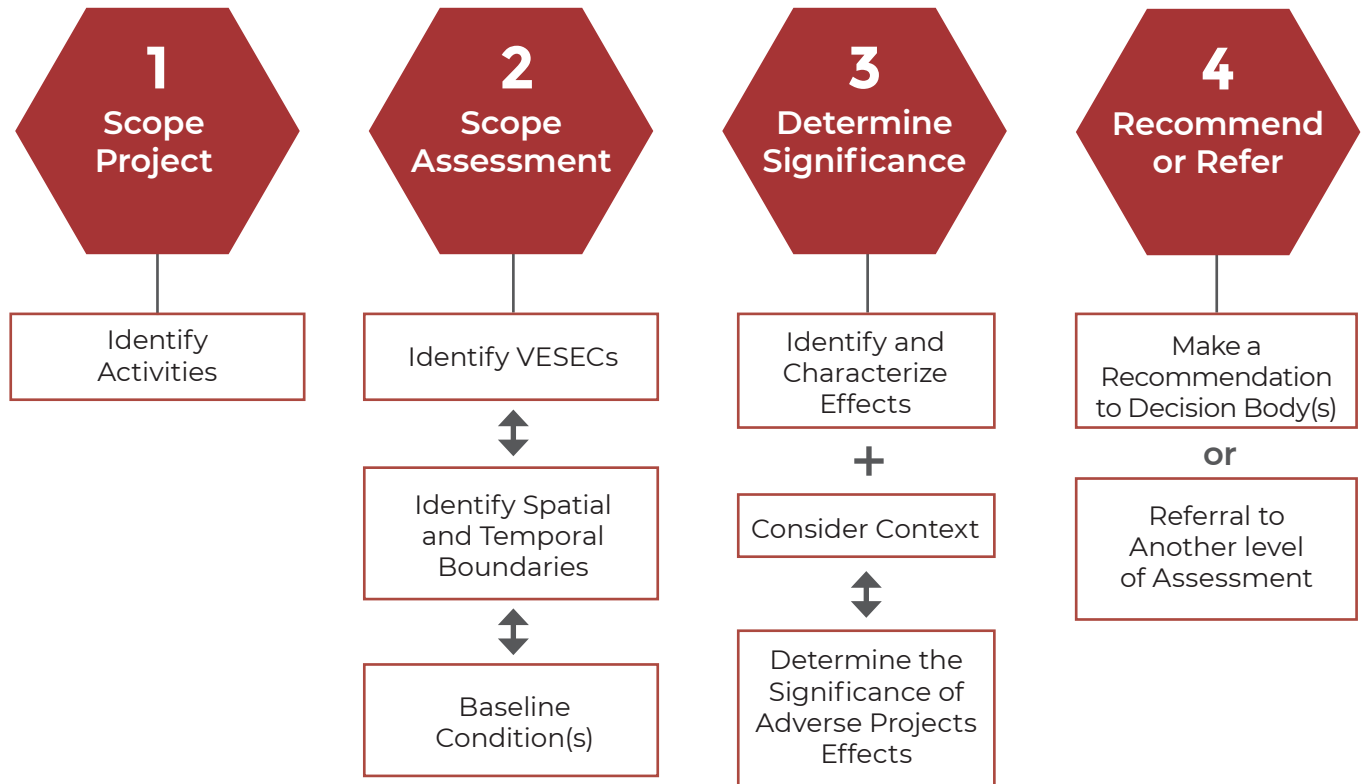 1
Scope
Project
Identify
Activities
2
Scope
Assessment
Identify VESECs
Identify Spatial
and Temporal
Boundaries
Baseline
Condition(s)
3
Determine
Significance
Identify and
Characterize
Effects
+
Consider Context
Determine the
Significance of
Adverse Projects
Effects
4
Recommend
or Refer
Make a
Recommendation
to Decision Body(s)
or
Referral to
Another level
of Assessment